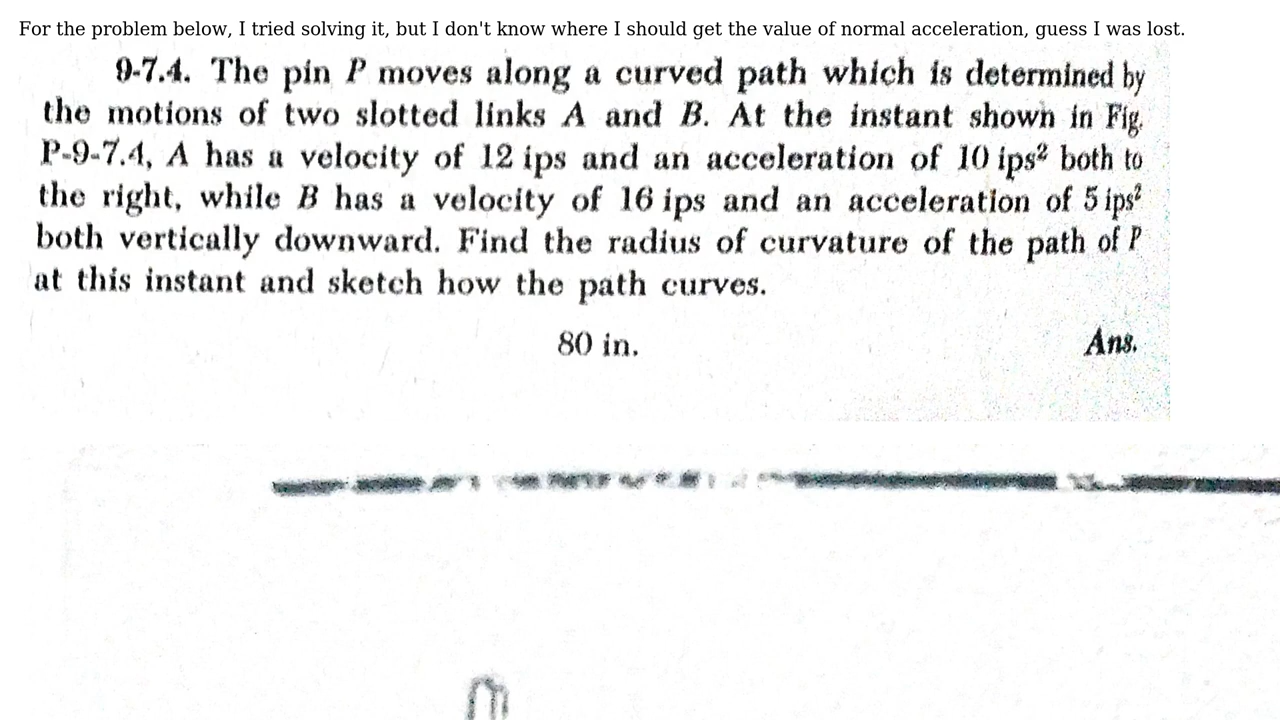 For the problem below, I tried solving it, but I don't know where I should get the value of normal acceleration, guess I was lost.
9-7.4. The pin P moves along a curved path which is determined by
the motions of two slotted links A and B. At the instant shown in Fig.
P-9-7.4, A has a velocity of 12 ips and an acceleration of 10 ips² both to
the right, while B has a velocity of 16 ips and an acceleration of 5 ips²
both vertically downward. Find the radius of curvature of the path of P
at this instant and sketch how the path curves.
80 in. Ans.